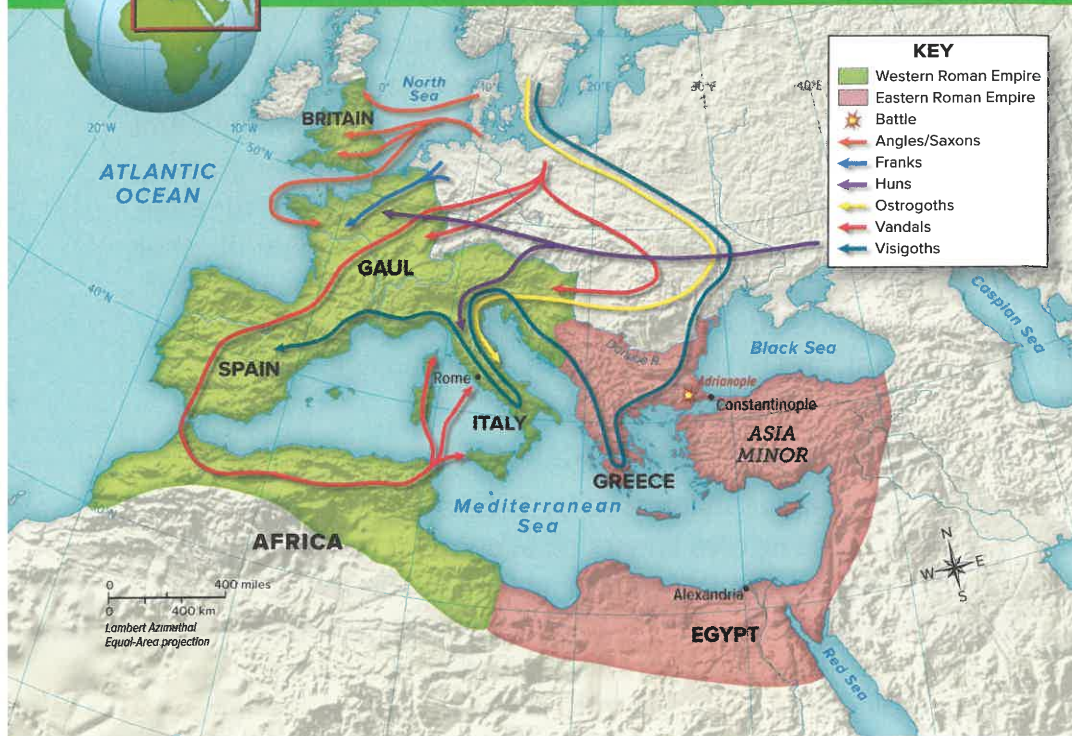 KEY
Western Roman Empire
Eastern Roman Empire
Battle
Angles/Saxons
Franks
Huns
Ostrogoths
Vandals
Visigoths
North
Sea
0°
10°E
20°E
30°E
40°E
20°W
10°W
50°N
BRITAIN
ATLANTIC
OCEAN
GAUL
40°N
Caspian Sea
Danube R.
Black Sea
SPAIN
Rome
Adrianople
Constantinople
ITALY
ASIA
MINOR
GREECE
Mediterranean
Sea
AFRICA
N
W
E
S
0
400 miles
0
400 km
Lambert Azimuthal
Equal-Area projection
Alexandria
EGYPT
Red Sea